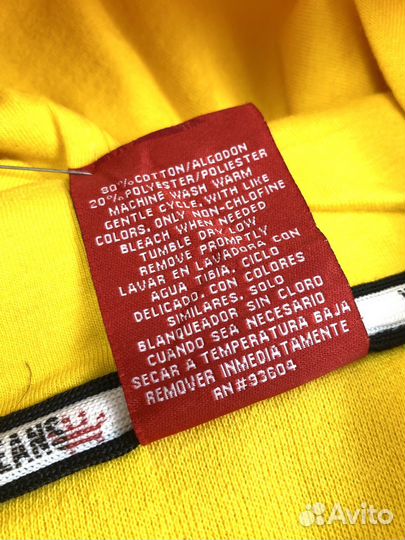 80% COTTON/ALGODON
20% POLYESTER/POLIESTER
MACHINE WASH WARM
GENTLE CYCLE, WITH LIKE
COLORS, ONLY NON-CHLOFINE
BLEACH WHEN NEEDED
TUMBLE DRY LOW
REMOVE PROMPTLY
LAVAR EN LAVADORA CON
AGUA TIBIA, CICLO
DELICADO, CON COLORES
SIMILARES, SOLO
BLANQUEADOR SIN CLORO
CUANDO SEA NECESARIO
SECAR A TEMPERATURA BAJA
REMOVER INMEDIATAMENTE
RN#93604
EANS
Avito